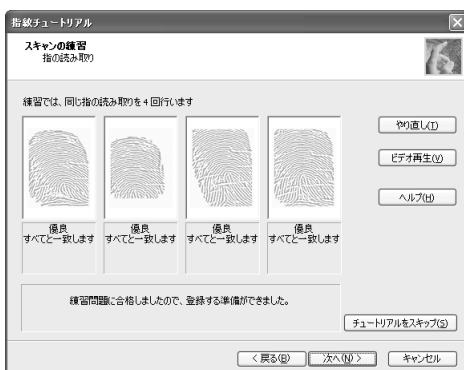 指紋チュートリアル
スキャンの練習
指の読み取り
練習では、同じ指の読み取りを4回行います
やり直し(T)
ビデオ再生(V)
ヘルプ(H)
優良
すべてと一致します
優良
すべてと一致します
優良
すべてと一致します
優良
すべてと一致します
練習問題に合格しましたので、登録する準備ができました。
チュートリアルをスキップ(S)
< 戻る(B)
次へ(N) >
キャンセル